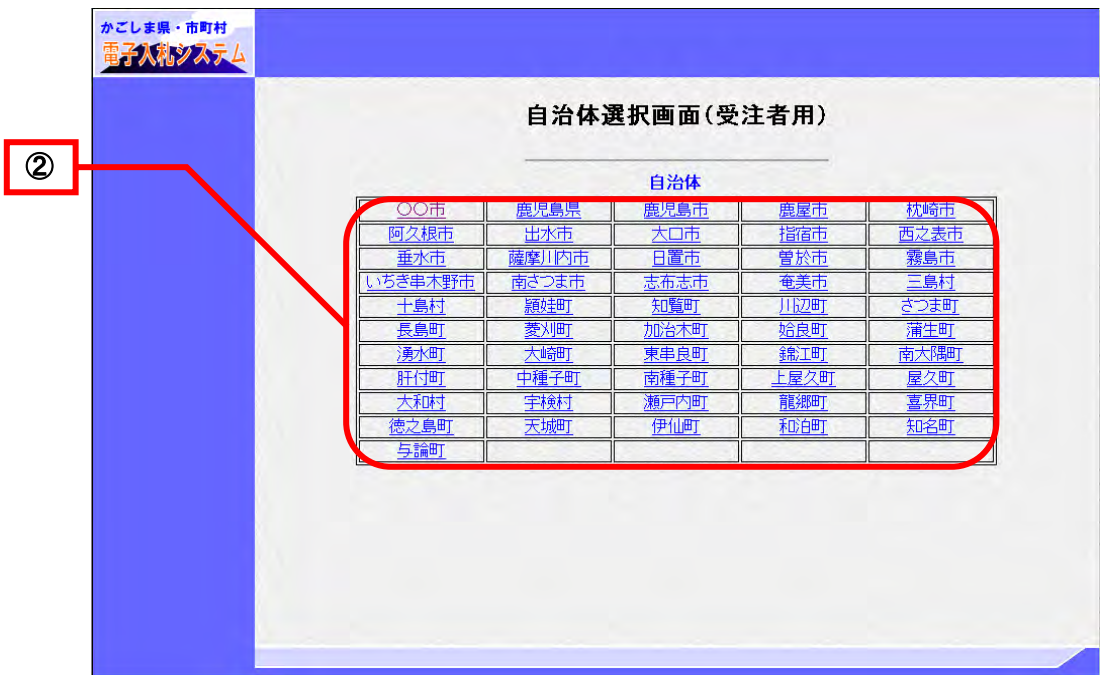 かごしま県・市町村
電子入札システム
自治体選択画面(受注者用)
②
自治体
〇〇市 鹿児島県 鹿児島市 鹿屋市 枕崎市
阿久根市 出水市 大口市 指宿市 西之表市
垂水市 薩摩川内市 日置市 曽於市 霧島市
いちき串木野市 南さつま市 志布志市 奄美市 三島村
十島村 頴娃町 知覧町 川辺町 さつま町
長島町 菱刈町 加治木町 姶良町 蒲生町
湧水町 大崎町 東串良町 錦江町 南大隅町
肝付町 中種子町 南種子町 上屋久町 屋久町
大和村 宇検村 瀬戸内町 龍郷町 喜界町
徳之島町 天城町 伊仙町 和泊町 知名町
与論町